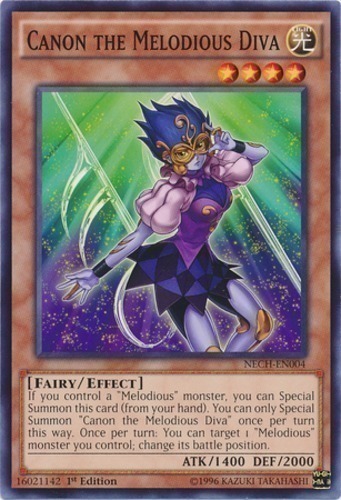 CANON THE MELODIOUS DIVA
LIGHT
光
NECH-EN004
[FAIRY/EFFECT]
If you control a "Melodious" monster, you can Special
Summon this card (from your hand). You can only Special
Summon "Canon the Melodious Diva" once per turn
this way. Once per turn: You can target 1 "Melodious"
monster you control; change its battle position.
ATK/1400 DEF/2000
16021142 1st Edition ©1996 KAZUKI TAKAHASHI